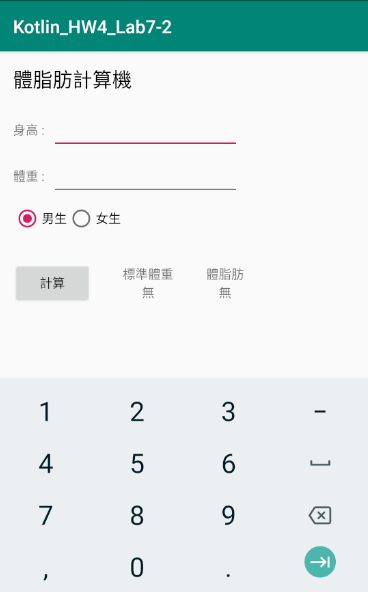 Kotlin_HW4_Lab7-2
體脂肪計算機
身高 :
體重 :
男生 女生
計算 標準體重 體脂肪
無 無
1 2 3 -
4 5 6
7 8 9
, 0 .